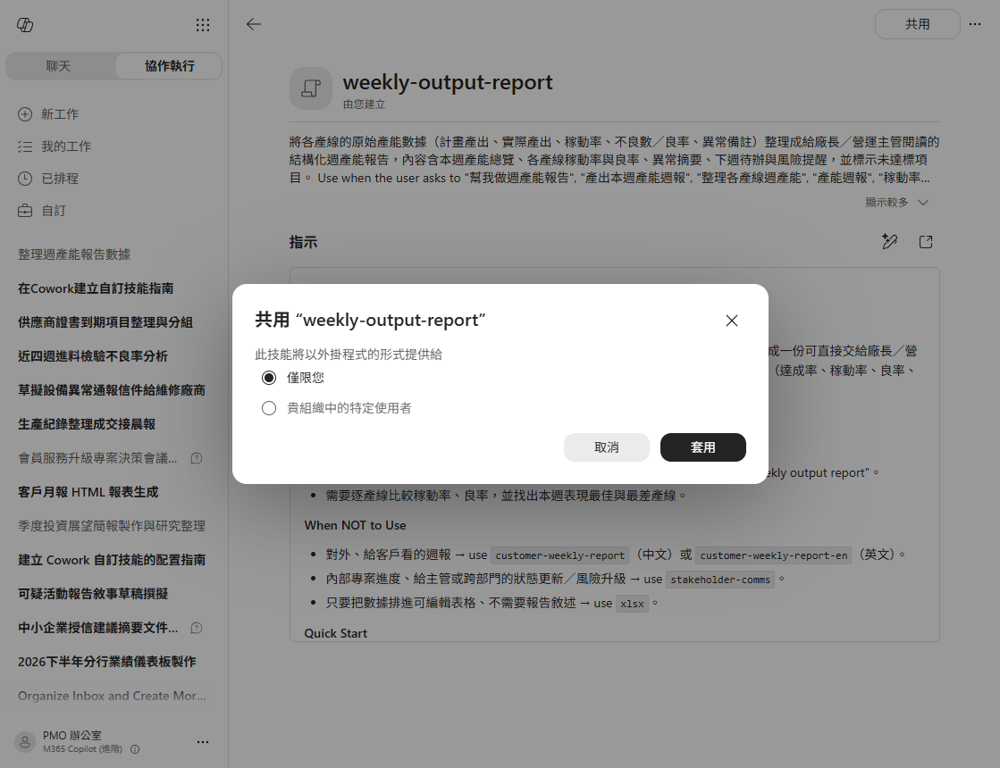 共用
聊天
協作執行
新工作
我的工作
已排程
自訂
整理週產能報告數據
在Cowork建立自訂技能指南
供應商證書到期項目整理與分組
近四週進料檢驗不良率分析
草擬設備異常通報信件給維修廠商
生產紀錄整理成交接晨報
會員服務升級專案決策會議...
客戶月報 HTML 報表生成
季度投資展望簡報製作與研究整理
建立 Cowork 自訂技能的配置指南
可疑活動報告敘事草稿撰擬
中小企業授信建議摘要文件...
2026下半年分行業績儀表板製作
Organize Inbox and Create Mor...
PMO 辦公室
M365 Copilot (進階)
weekly-output-report
由您建立
將各產線的原始產能數據（計畫產出、實際產出、稼動率、不良數／良率、異常備註）整理成給廠長／營運主管閱讀的
結構化週產能報告，內容含本週產能總覽、各產線稼動率與良率、異常摘要、下週待辦與風險提醒，並標示未達標項
目。 Use when the user asks to "幫我做週產能報告", "產出本週產能週報", "整理各產線週產能", "產能週報", "稼動率...
顯示較多
指示
成一份可直接交給廠長／營
（達成率、稼動率、良率、
共用 “weekly-output-report”
此技能將以外掛程式的形式提供給
僅限您
貴組織中的特定使用者
取消
套用
ekly output report"。
需要逐產線比較稼動率、良率，並找出本週表現最佳與最差產線。
When NOT to Use
對外、給客戶看的週報 → use customer-weekly-report （中文）或 customer-weekly-report-en （英文）。
內部專案進度、給主管或跨部門的狀態更新／風險升級 → use stakeholder-comms 。
只要把數據排進可編輯表格、不需要報告敘述 → use xlsx 。
Quick Start